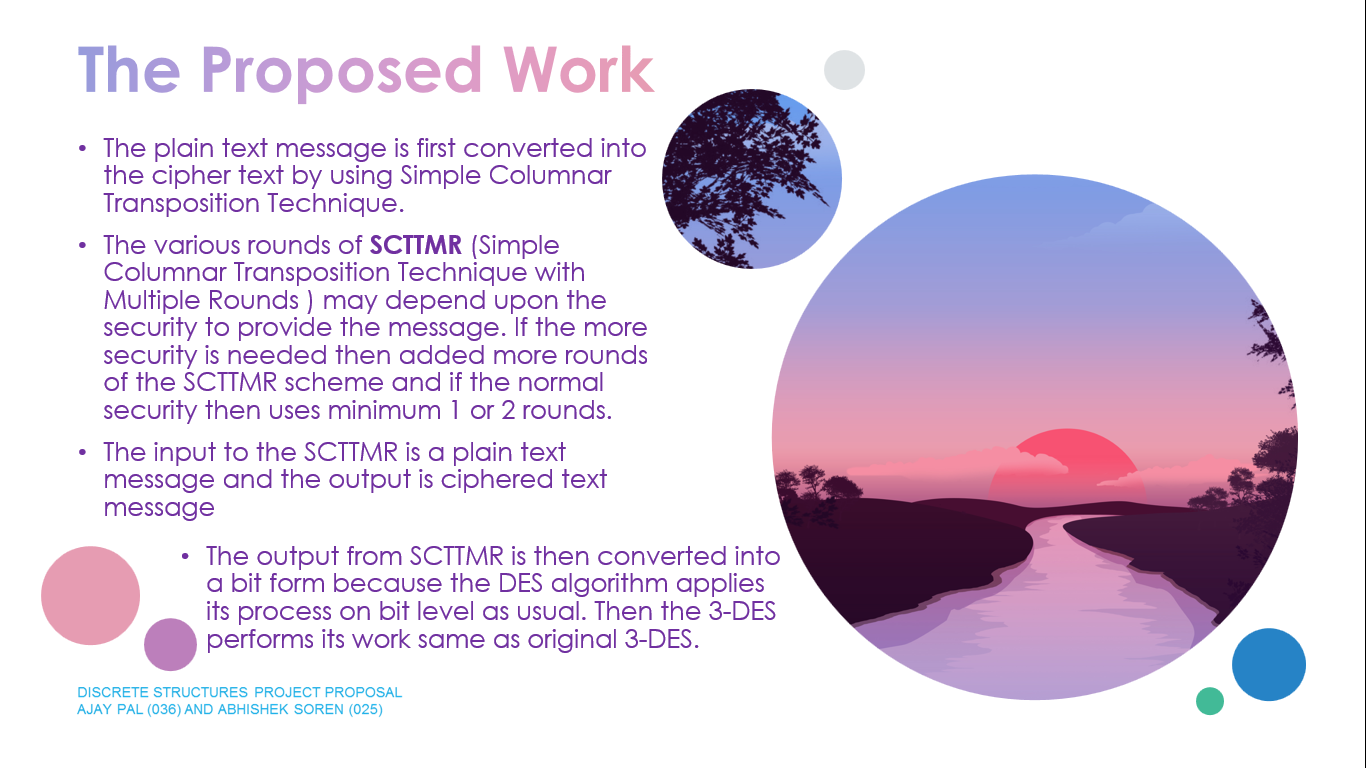 The Proposed Work
• The plain text message is first converted into
the cipher text by using Simple Columnar
Transposition Technique.
• The various rounds of SCTTMR (Simple
Columnar Transposition Technique with
Multiple Rounds ) may depend upon the
security to provide the message. If the more
security is needed then added more rounds
of the SCTTMR scheme and if the normal
security then uses minimum 1 or 2 rounds.
• The input to the SCTTMR is a plain text
message and the output is ciphered text
message
• The output from SCTTMR is then converted into
a bit form because the DES algorithm applies
its process on bit level as usual. Then the 3-DES
performs its work same as original 3-DES.
DISCRETE STRUCTURES PROJECT PROPOSAL
AJAY PAL (036) AND ABHISHEK SOREN (025)